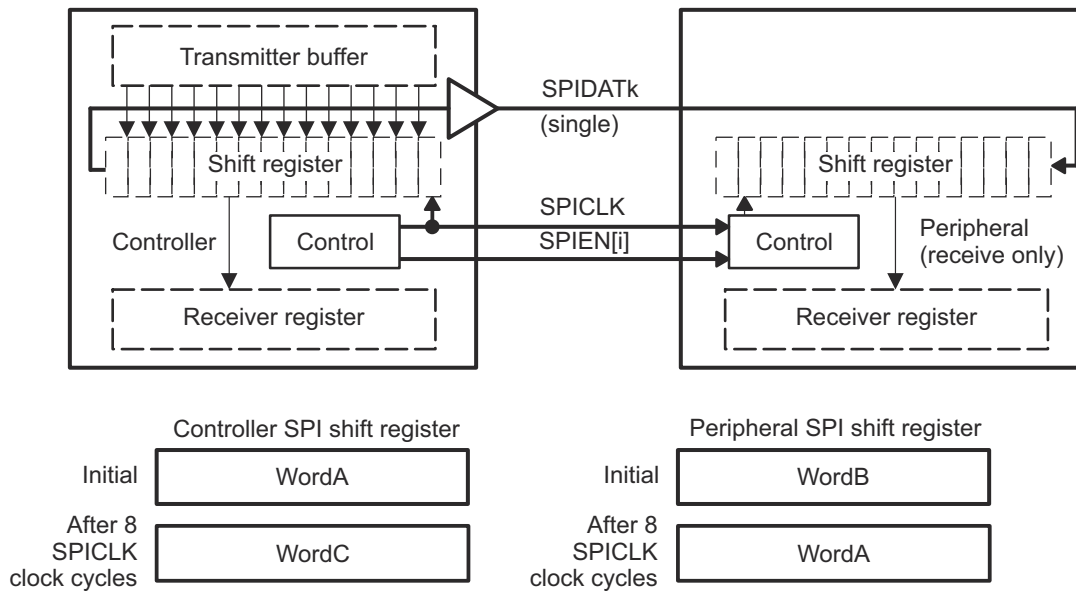 Transmitter buffer
SPIDATk
(single)
Shift register
Shift register
SPICLK
Controller
Control
SPIEN[i]
Control
Peripheral
(receive only)
Receiver register
Receiver register
Controller SPI shift register
Peripheral SPI shift register
Initial
WordA
Initial
WordB
After 8
SPICLK
clock cycles
WordC
After 8
SPICLK
clock cycles
WordA